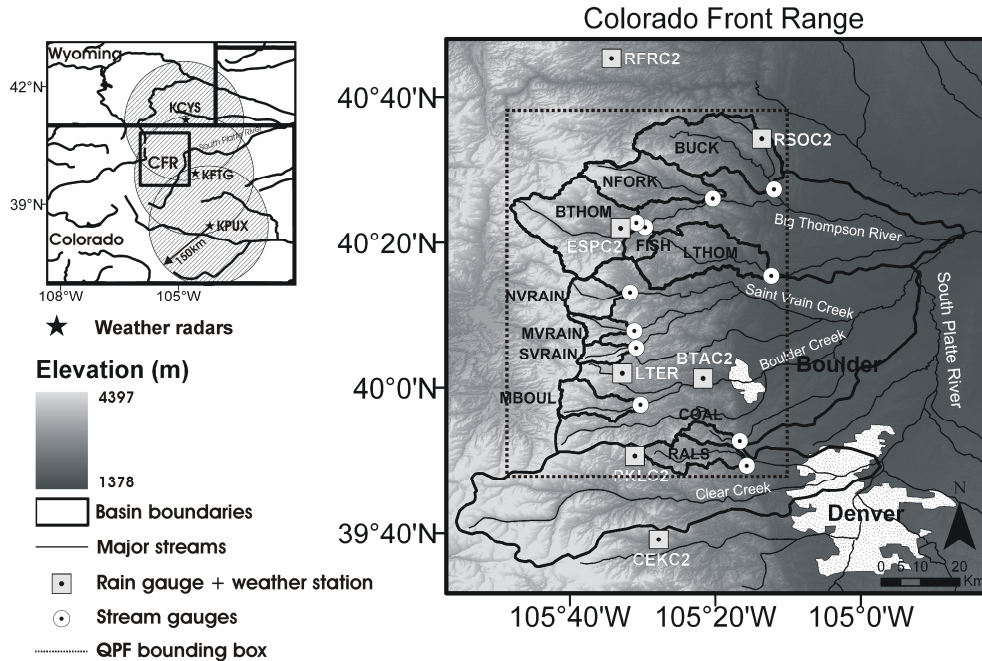 Colorado Front Range
Wyoming
KCYS
South Platte River
CFR
KFTG
KPUX
150km
Colorado
42°N
39°N
108°W
105°W
Weather radars
Elevation (m)
4397
1378
Basin boundaries
Major streams
Rain gauge + weather station
Stream gauges
QPF bounding box
40°40'N
40°20'N
40°0'N
39°40'N
105°40'W
105°20'W
105°0'W
RFRC2
RSOC2
BUCK
NFORK
BTHOM
ESPC2
FISH
LTHOM
Big Thompson River
NVRAIN
Saint Vrain Creek
MVRAIN
SVRAIN
Boulder Creek
BTAC2
LTER
Boulder
South Platte River
MBOUL
COAL
RALS
PKLC2
Clear Creek
Denver
CEKC2
N
0 5 10 20
Km